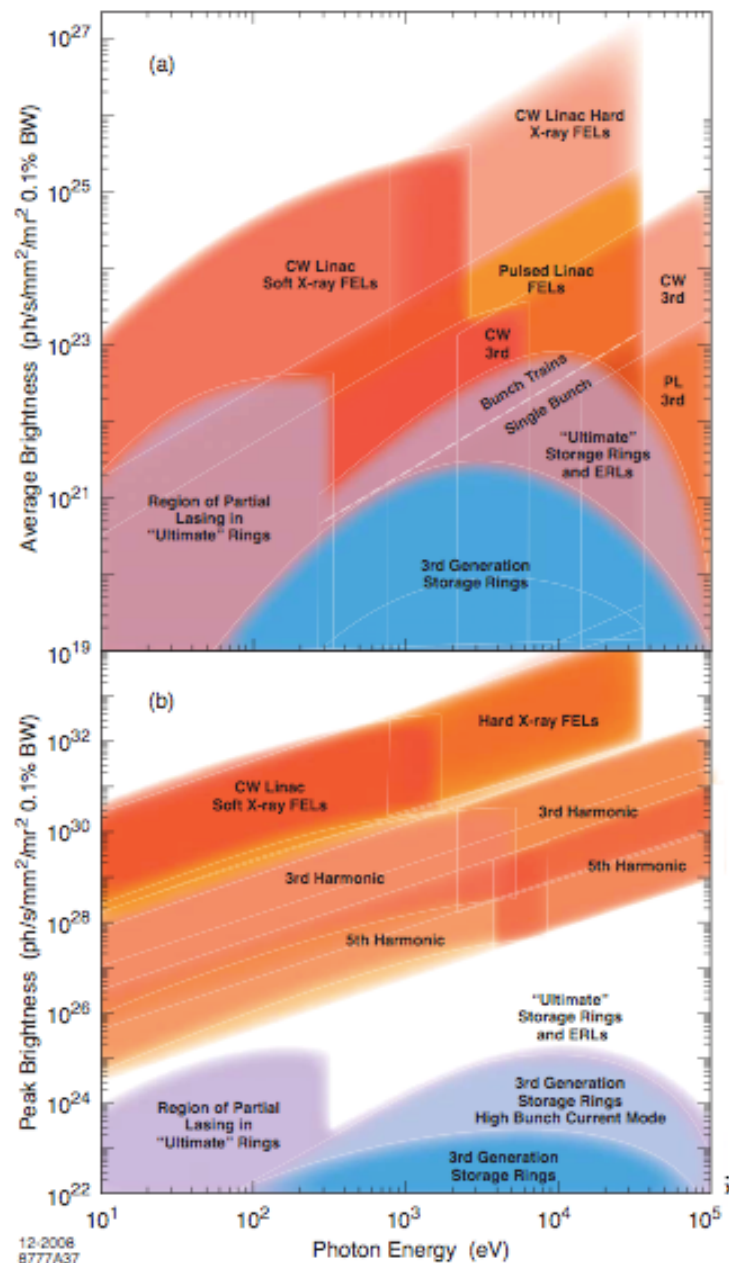 (a)
10^27
10^25
10^23
10^21
10^19
Average Brightness (ph/s/mm^2/mr^2 0.1% BW)
CW Linac Hard
X-ray FELs
CW Linac
Soft X-ray FELs
Pulsed Linac
FELs
CW
3rd
CW
3rd
PL
3rd
Bunch Trains
Single Bunch
"Ultimate"
Storage Rings
and ERLs
Region of Partial
Lasing in
"Ultimate" Rings
3rd Generation
Storage Rings
(b)
10^32
10^30
10^28
10^26
10^24
10^22
Peak Brightness (ph/s/mm^2/mr^2 0.1% BW)
Hard X-ray FELs
CW Linac
Soft X-ray FELs
3rd Harmonic
3rd Harmonic
5th Harmonic
5th Harmonic
"Ultimate"
Storage Rings
and ERLs
Region of Partial
Lasing in
"Ultimate" Rings
3rd Generation
Storage Rings
High Bunch Current Mode
3rd Generation
Storage Rings
10^1
10^2
10^3
10^4
10^5
Photon Energy (eV)
12-2008
8777A37